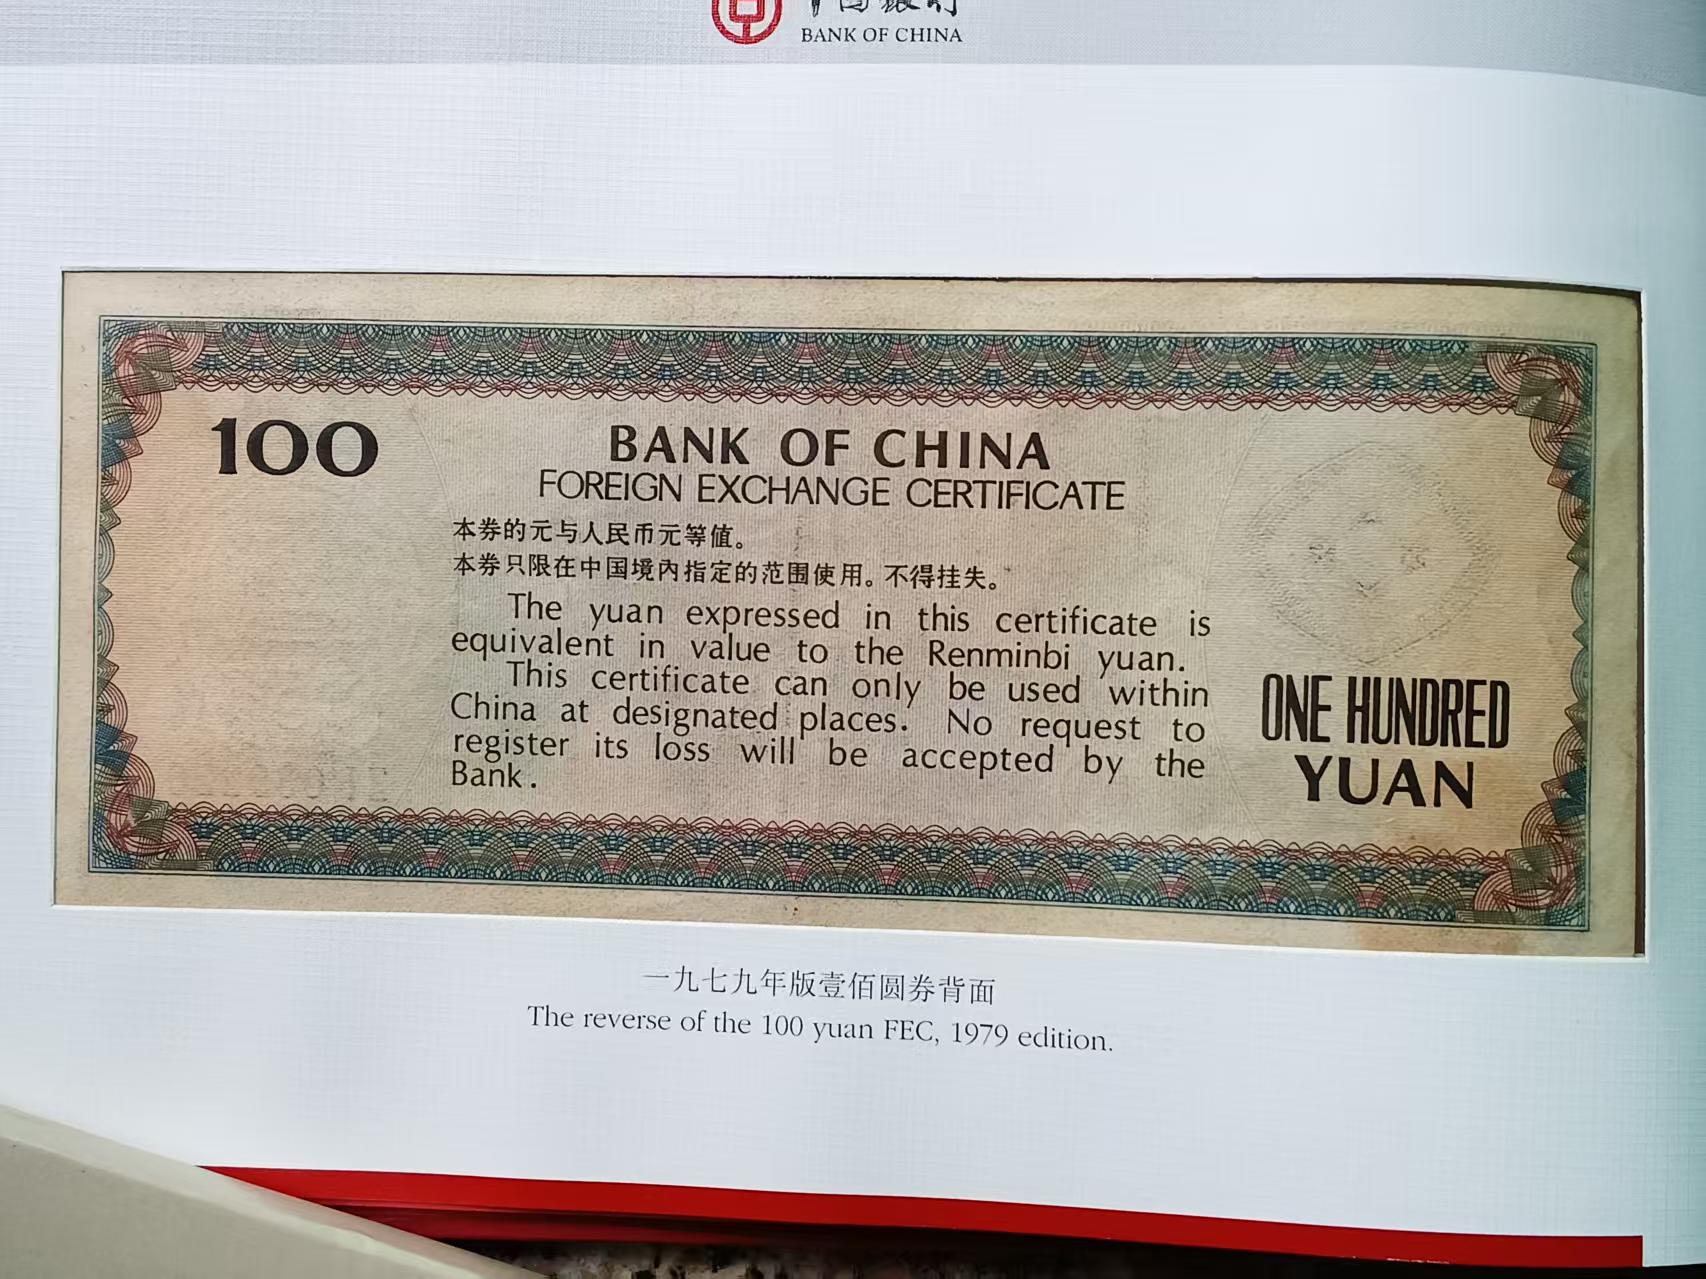 中国银行
BANK OF CHINA
100
BANK OF CHINA
FOREIGN EXCHANGE CERTIFICATE
本券的元与人民币元等值。
本券只限在中国境内指定的范围使用。不得挂失。
The yuan expressed in this certificate is
equivalent in value to the Renminbi yuan.
This certificate can only be used within
China at designated places. No request to
register its loss will be accepted by the
Bank.
ONE HUNDRED
YUAN
一九七九年版壹佰圆券背面
The reverse of the 100 yuan FEC, 1979 edition.